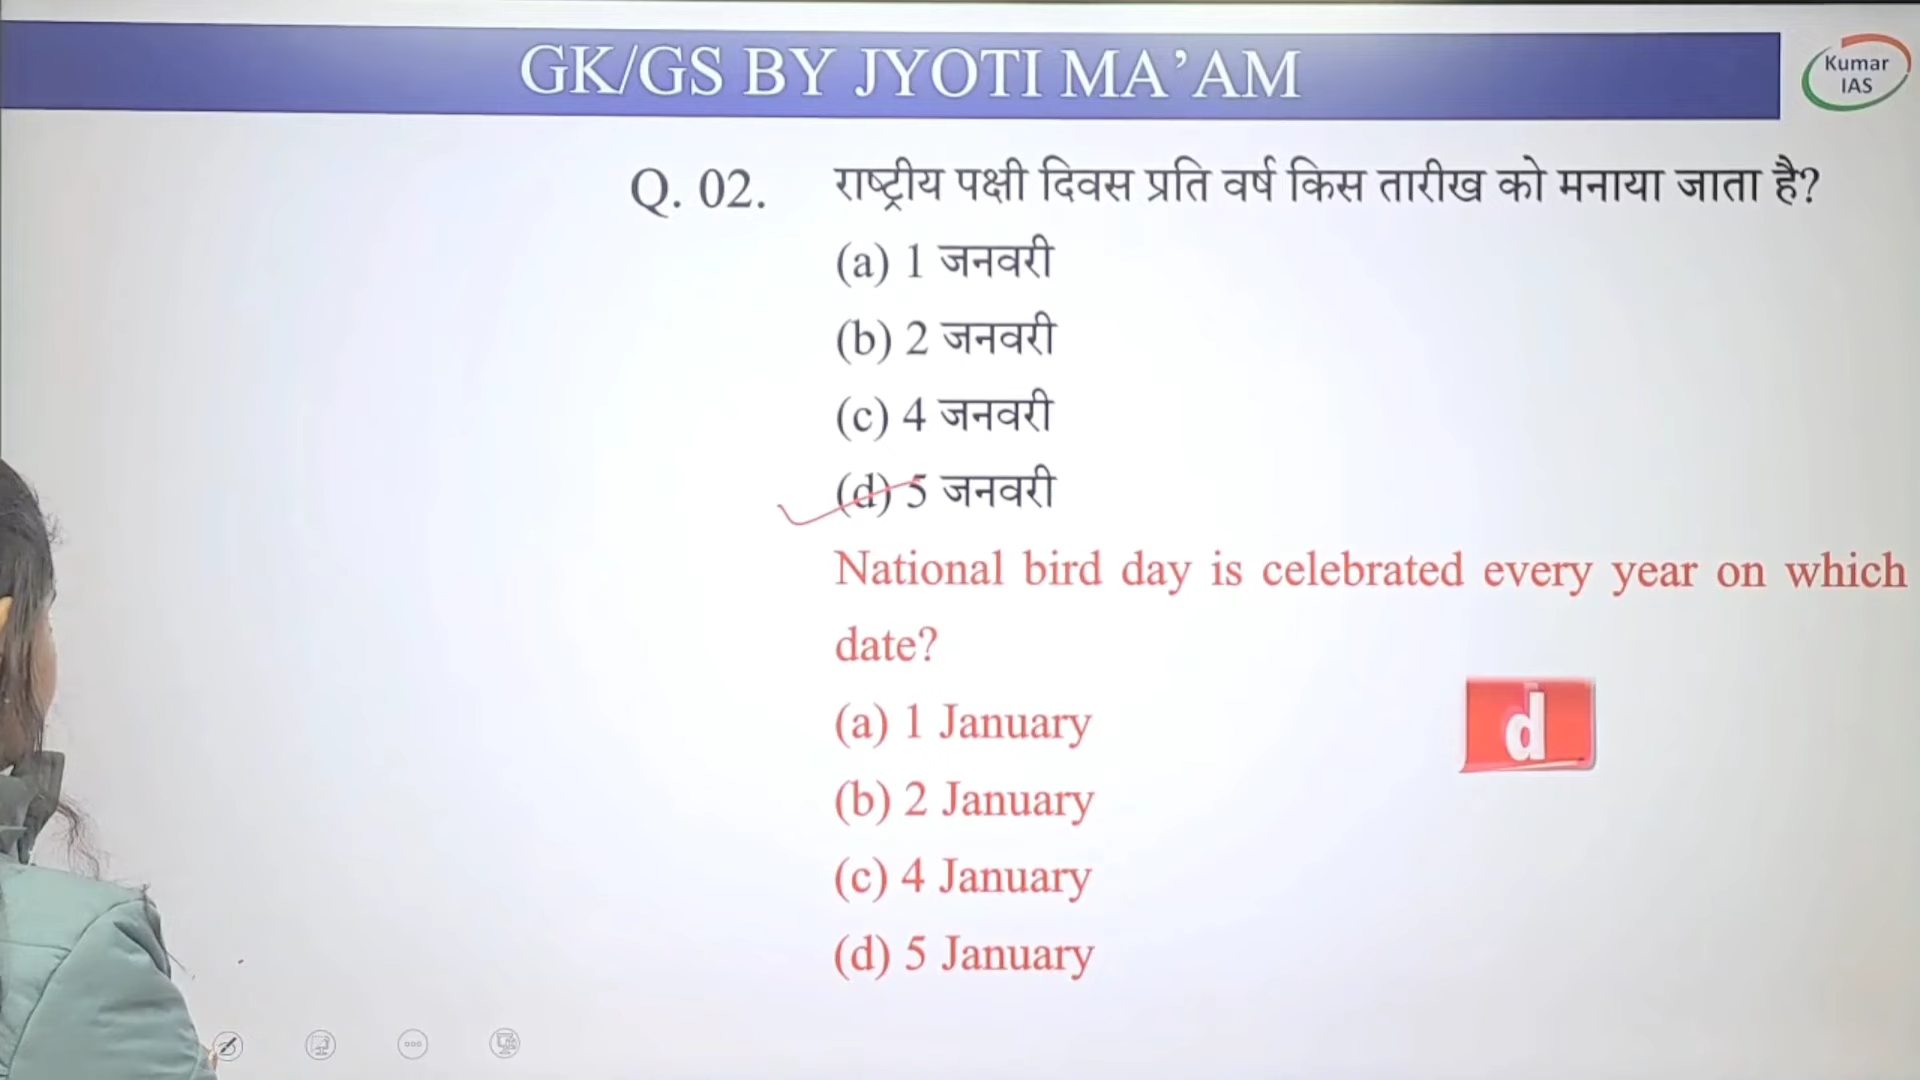 GK/GS BY JYOTI MA’AM
Kumar
IAS
Q. 02. राष्ट्रीय पक्षी दिवस प्रति वर्ष किस तारीख को मनाया जाता है?
(a) 1 जनवरी
(b) 2 जनवरी
(c) 4 जनवरी
(d) 5 जनवरी
National bird day is celebrated every year on which
date?
(a) 1 January
d
(b) 2 January
(c) 4 January
(d) 5 January